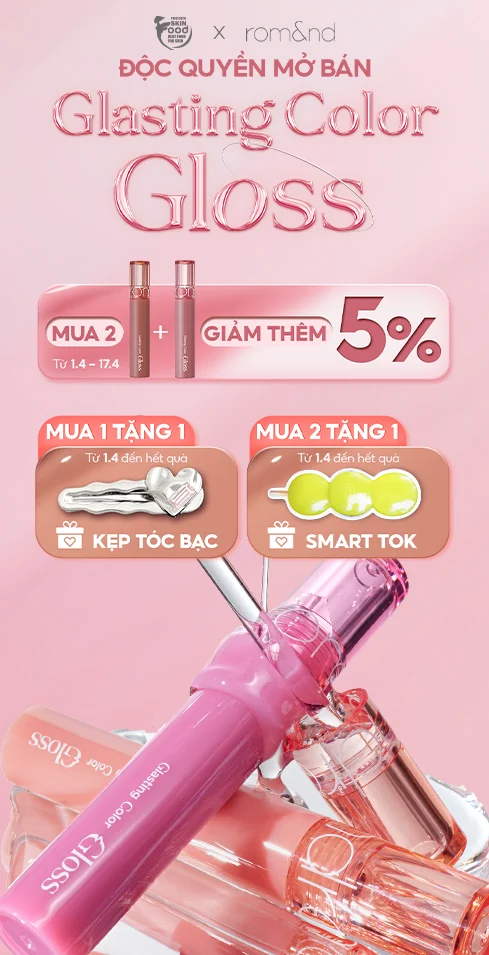 SKIN
Food
x rom&nd
ĐỘC QUYỀN MỞ BÁN
Glasting Color
Gloss
MUA 2
+
GIẢM THÊM
5%
Từ 1.4 – 17.4
MUA 1 TẶNG 1
Từ 1.4 đến hết quà
KẸP TÓC BẠC
MUA 2 TẶNG 1
Từ 1.4 đến hết quà
SMART TOK
Color Gloss
Glasting Color Gloss